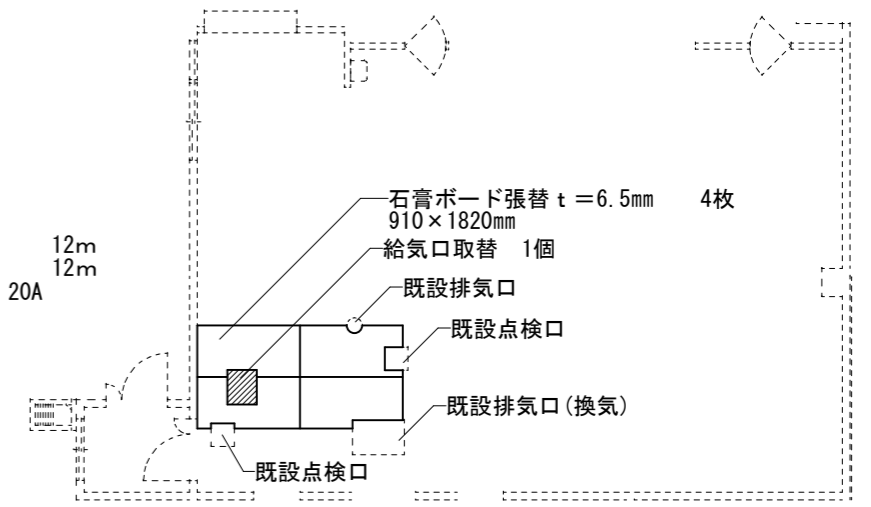 石膏ボード張替ｔ＝6.5mm　　4枚
910×1820mm
給気口取替　1個
12m
12m
20A
既設排気口
既設点検口
既設排気口(換気)
既設点検口